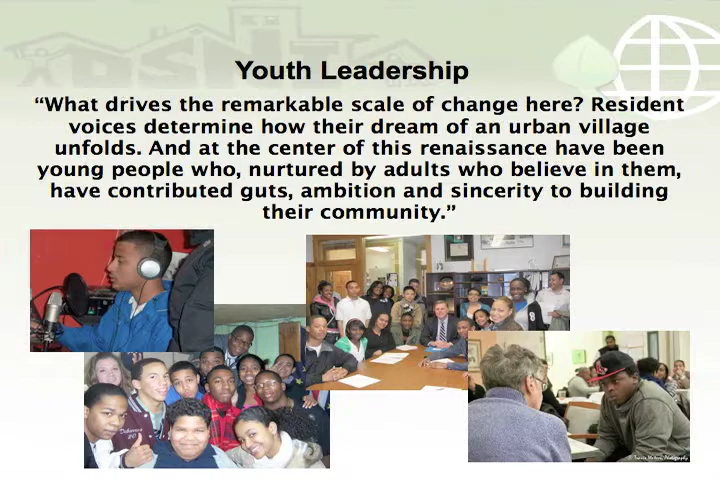 DSNI
Youth Leadership
“What drives the remarkable scale of change here? Resident
voices determine how their dream of an urban village
unfolds. And at the center of this renaissance have been
young people who, nurtured by adults who believe in them,
have contributed guts, ambition and sincerity to building
their community.”